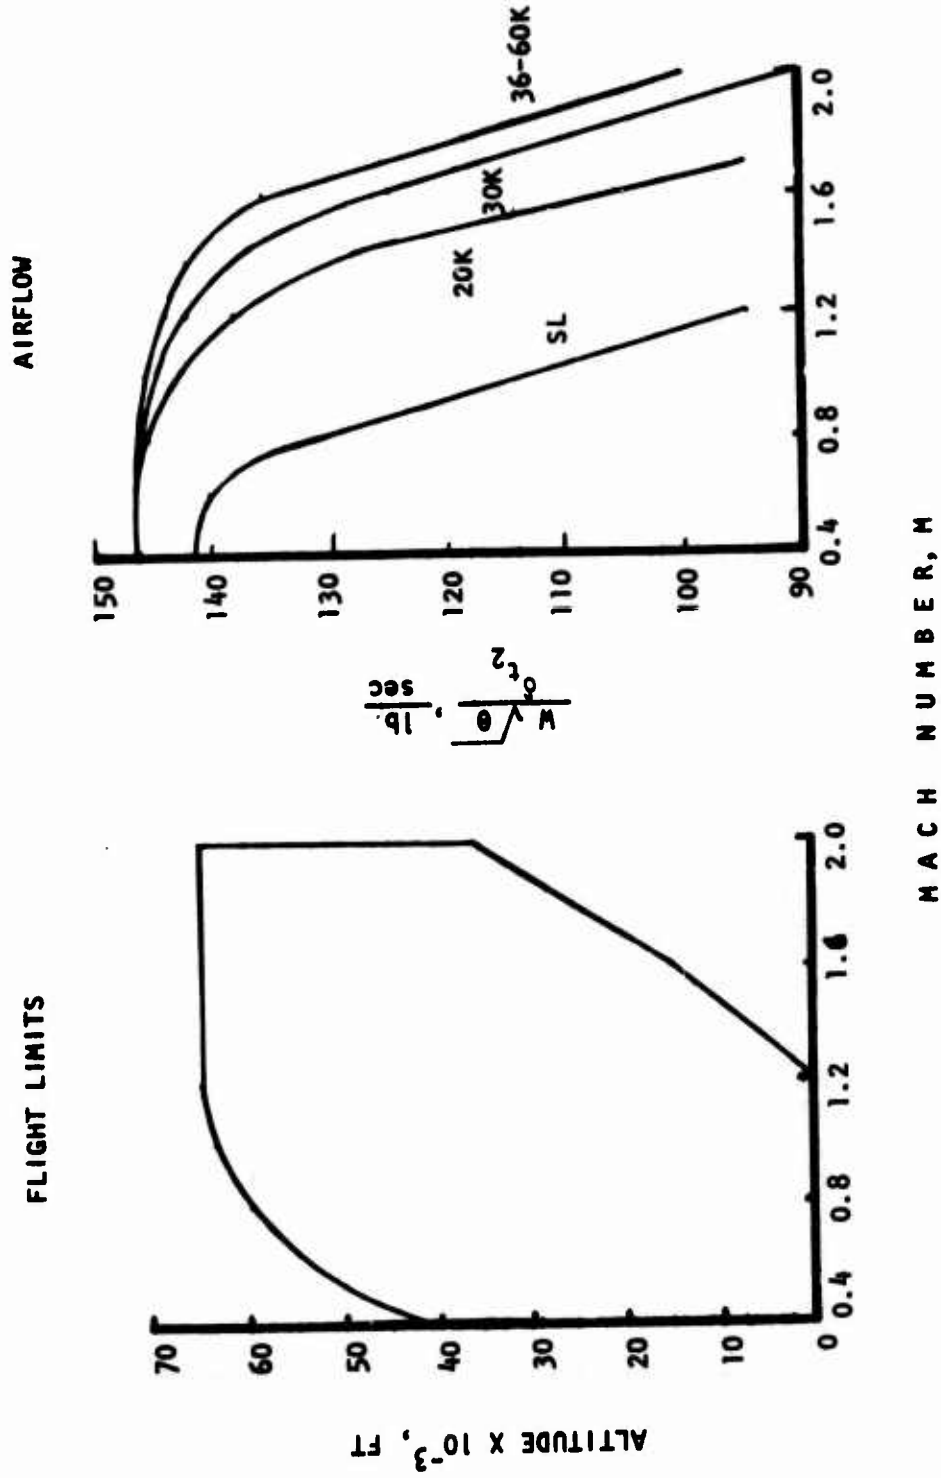 FLIGHT LIMITS
ALTITUDE X 10-3, FT
70
60
50
40
30
20
10
0
0.4
0.8
1.2
1.6
2.0
AIRFLOW
W√θ/δt2, lb/sec
150
140
130
120
110
100
90
SL
20K
30K
36-60K
0.4
0.8
1.2
1.6
2.0
MACH NUMBER, M